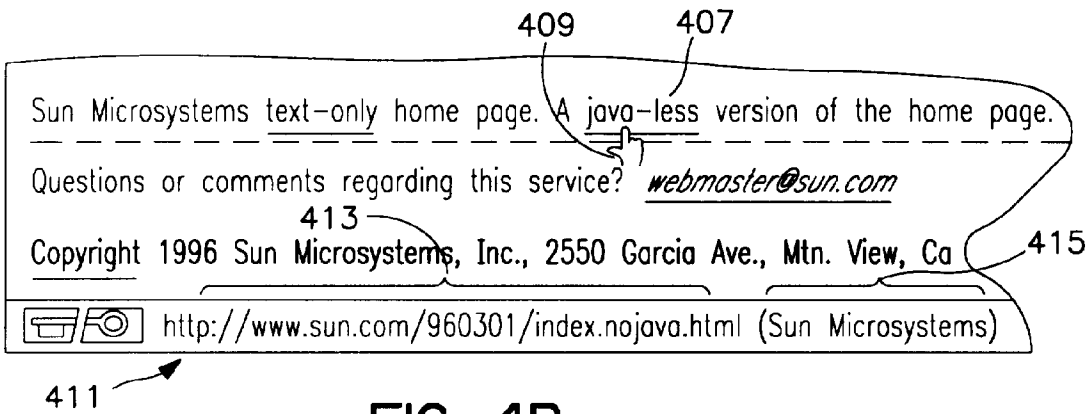 409 407
Sun Microsystems text-only home page. A java-less version of the home page.
Questions or comments regarding this service? webmaster@sun.com
413
Copyright 1996 Sun Microsystems, Inc., 2550 Garcia Ave., Mtn. View, Ca
415
http://www.sun.com/960301/index.nojava.html (Sun Microsystems)
411